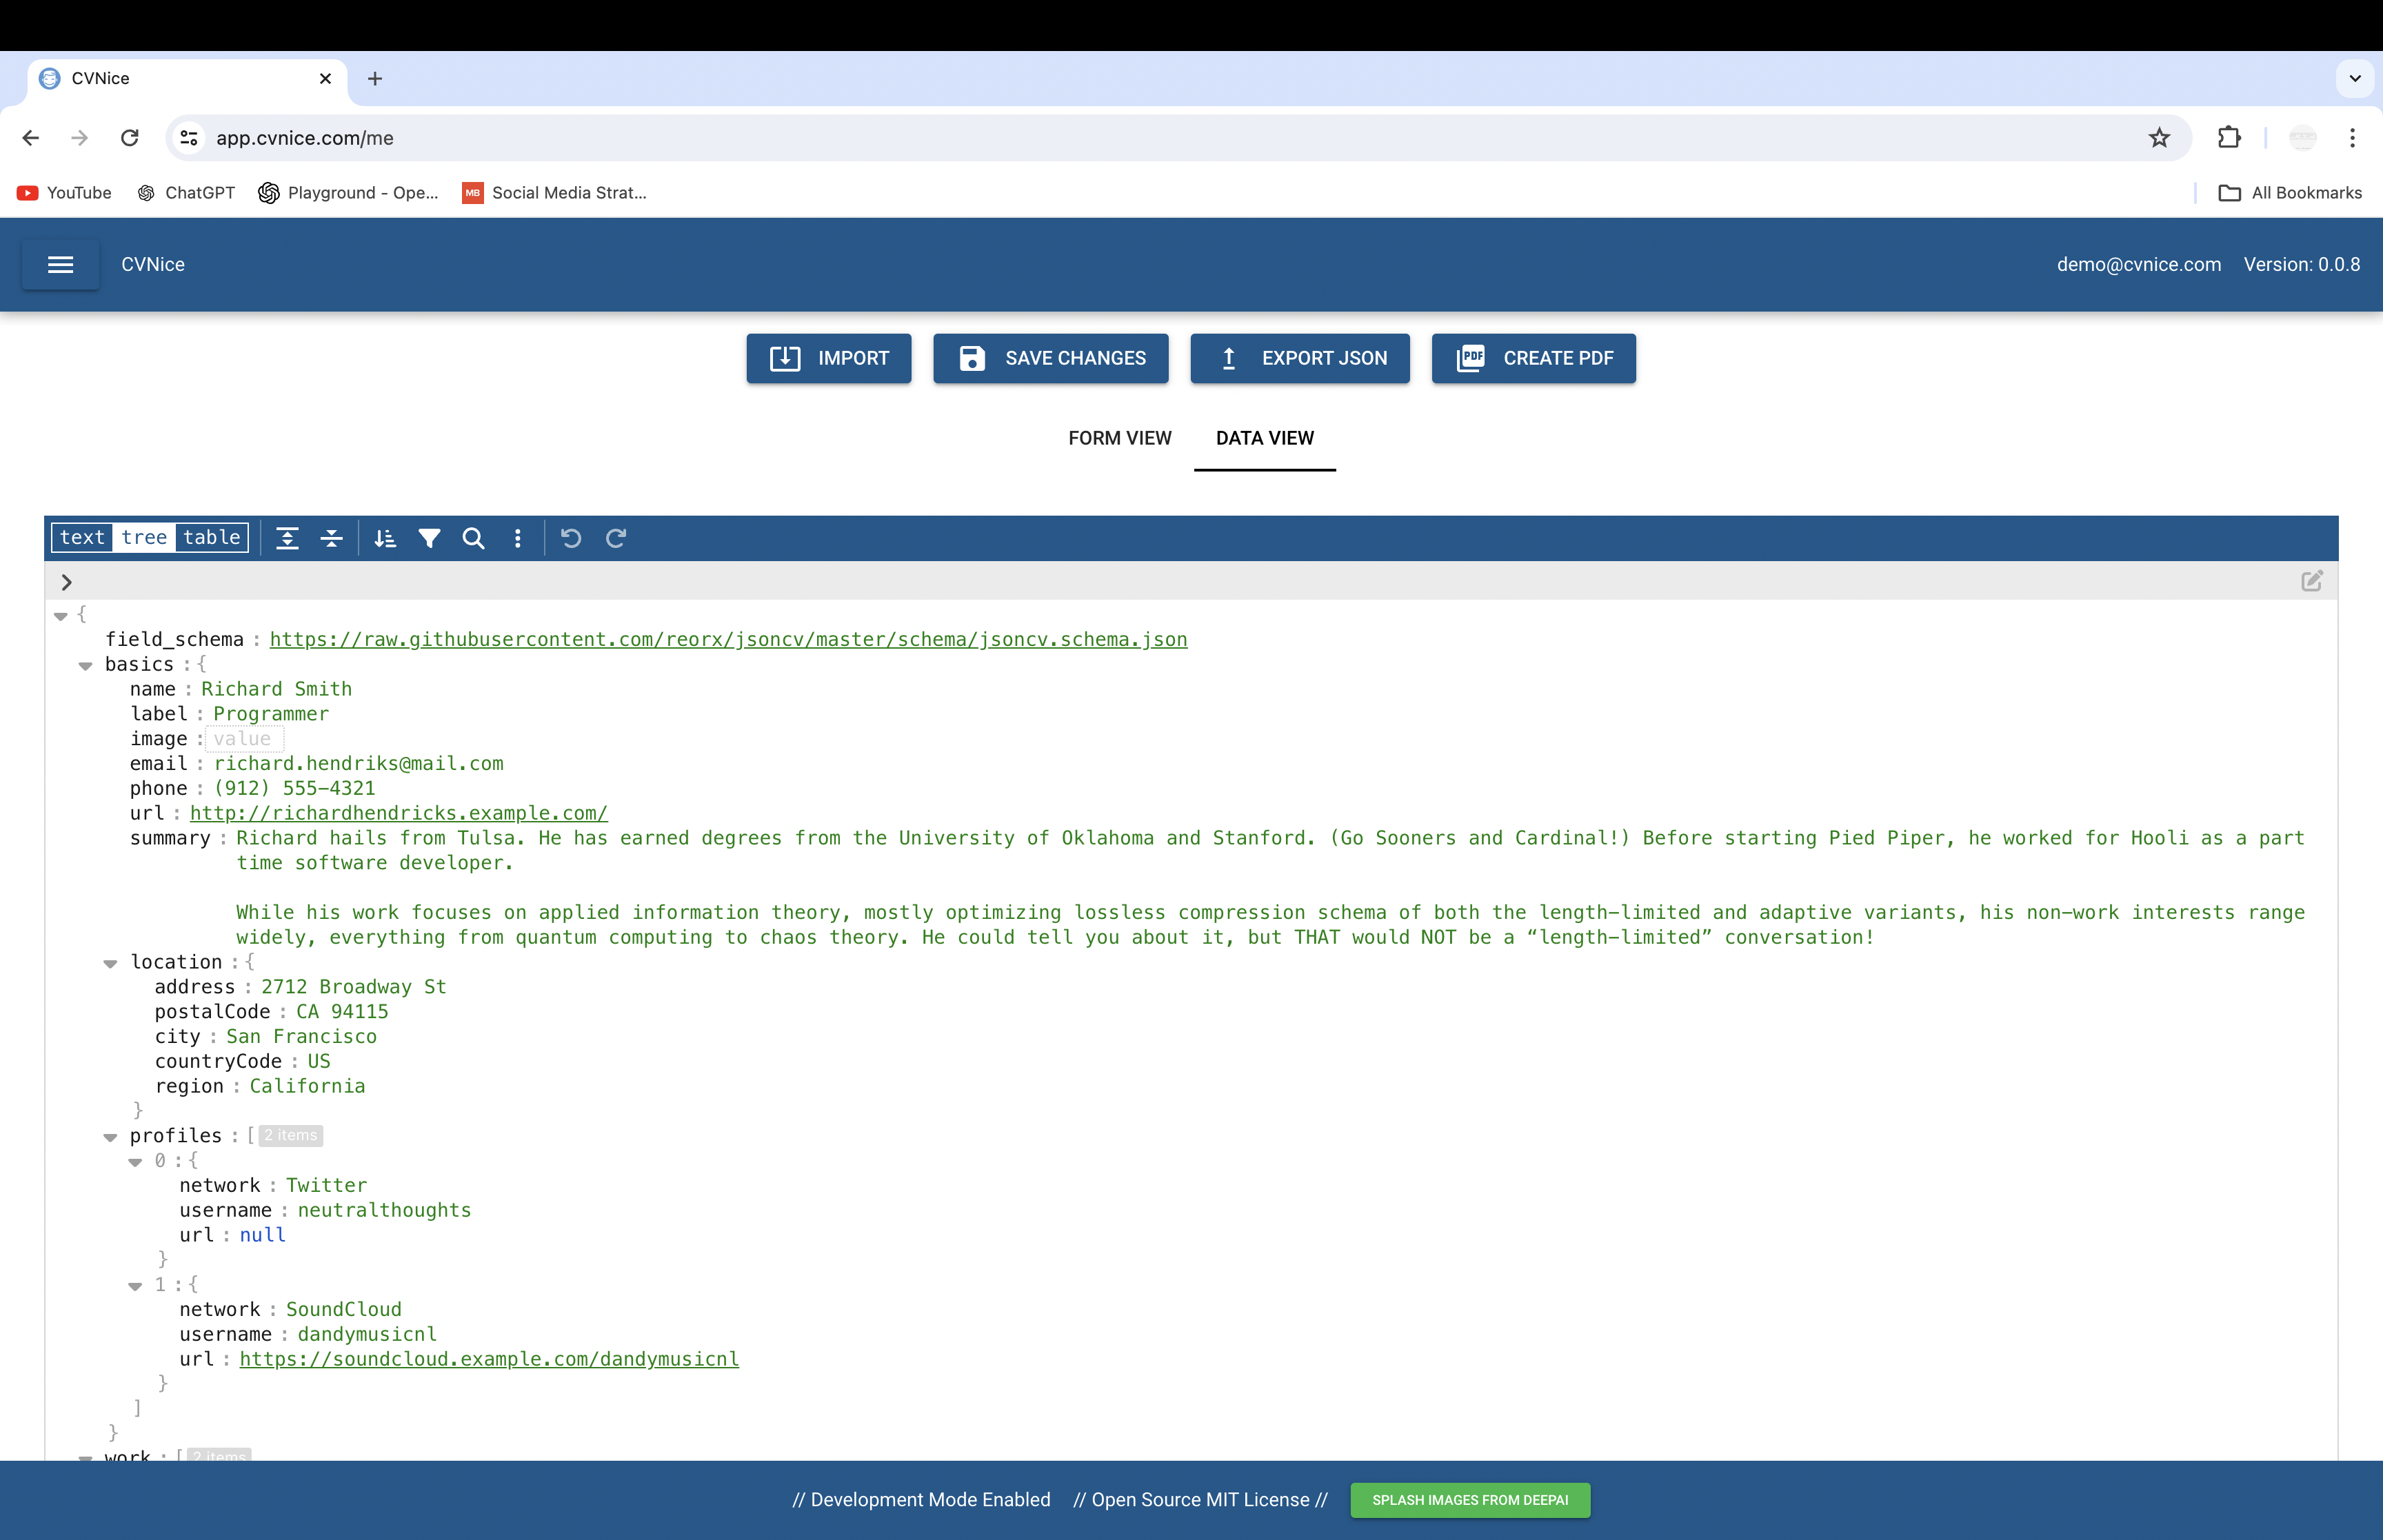 CVNice
app.cvnice.com/me
YouTube
ChatGPT
Playground - Ope...
MB
Social Media Strat...
All Bookmarks
CVNice
demo@cvnice.com
Version: 0.0.8
IMPORT
SAVE CHANGES
EXPORT JSON
PDF
CREATE PDF
FORM VIEW
DATA VIEW
text tree table
{
field_schema : https://raw.githubusercontent.com/reorx/jsoncv/master/schema/jsoncv.schema.json
basics : {
name : Richard Smith
label : Programmer
image : value
email : richard.hendriks@mail.com
phone : (912) 555-4321
url : http://richardhendricks.example.com/
summary : Richard hails from Tulsa. He has earned degrees from the University of Oklahoma and Stanford. (Go Sooners and Cardinal!) Before starting Pied Piper, he worked for Hooli as a part
time software developer.
While his work focuses on applied information theory, mostly optimizing lossless compression schema of both the length-limited and adaptive variants, his non-work interests range
widely, everything from quantum computing to chaos theory. He could tell you about it, but THAT would NOT be a “length-limited” conversation!
location : {
address : 2712 Broadway St
postalCode : CA 94115
city : San Francisco
countryCode : US
region : California
}
profiles : [ 2 items
0 : {
network : Twitter
username : neutralthoughts
url : null
}
1 : {
network : SoundCloud
username : dandymusicnl
url : https://soundcloud.example.com/dandymusicnl
}
]
}
work : [ 2 items
// Development Mode Enabled
// Open Source MIT License //
SPLASH IMAGES FROM DEEPAI